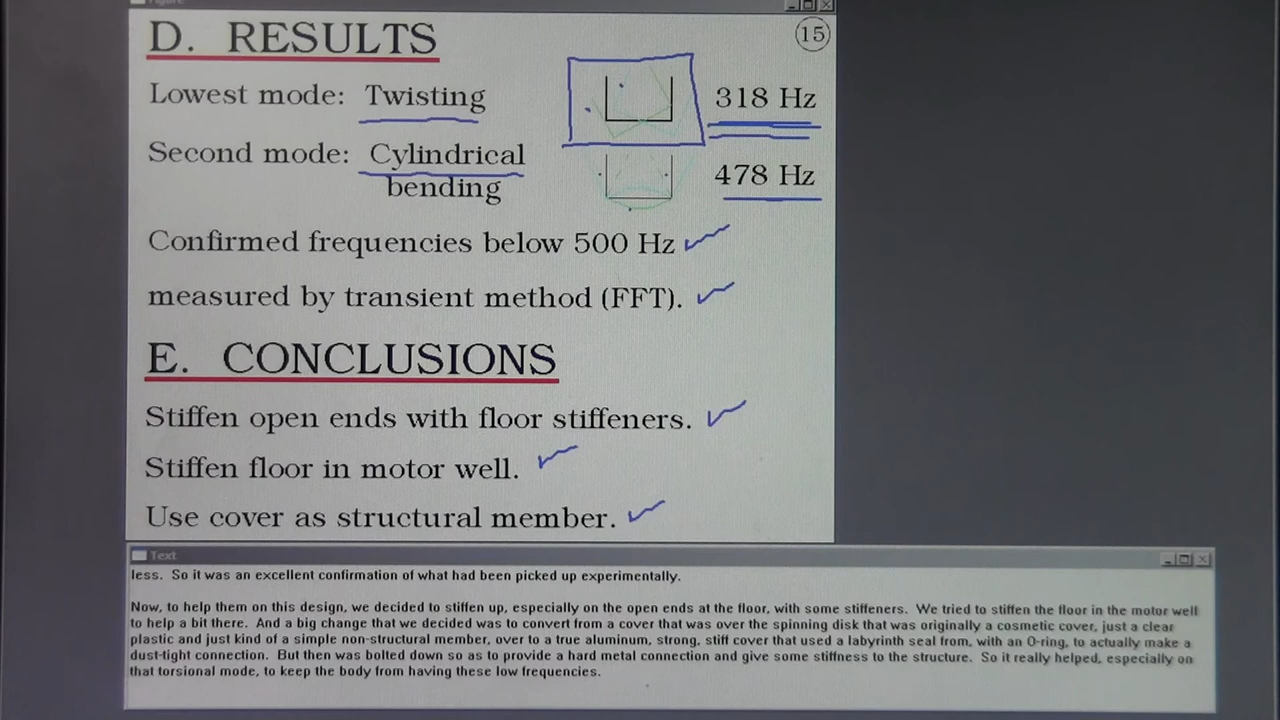 D. RESULTS
15
Lowest mode: Twisting
318 Hz
Second mode: Cylindrical
bending
478 Hz
Confirmed frequencies below 500 Hz
measured by transient method (FFT).
E. CONCLUSIONS
Stiffen open ends with floor stiffeners.
Stiffen floor in motor well.
Use cover as structural member.
Text
less. So it was an excellent confirmation of what had been picked up experimentally.
Now, to help them on this design, we decided to stiffen up, especially on the open ends at the floor, with some stiffeners. We tried to stiffen the floor in the motor well
to help a bit there. And a big change that we decided was to convert from a cover that was over the spinning disk that was originally a cosmetic cover, just a clear
plastic and just kind of a simple non-structural member, over to a true aluminum, strong, stiff cover that used a labyrinth seal from, with an O-ring, to actually make a
dust-tight connection. But then was bolted down so as to provide a hard metal connection and give some stiffness to the structure. So it really helped, especially on
that torsional mode, to keep the body from having these low frequencies.